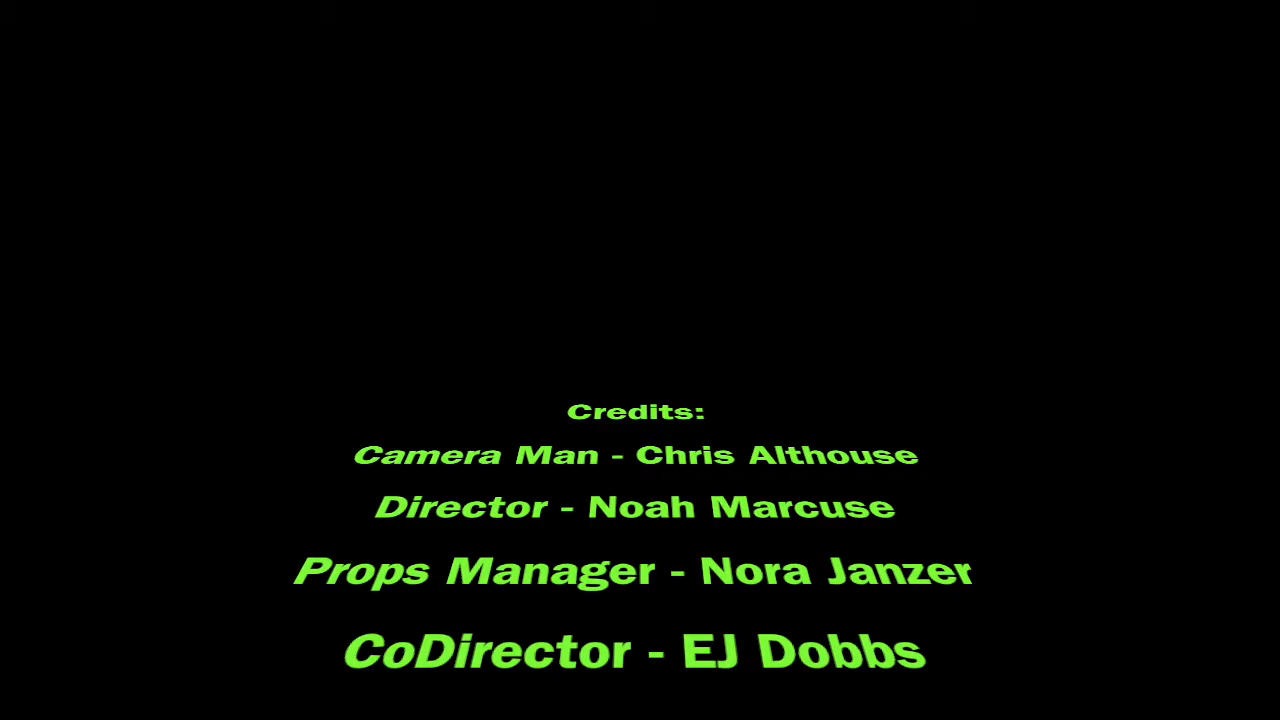 Credits:
Camera Man - Chris Althouse
Director - Noah Marcuse
Props Manager - Nora Janzer
CoDirector - EJ Dobbs